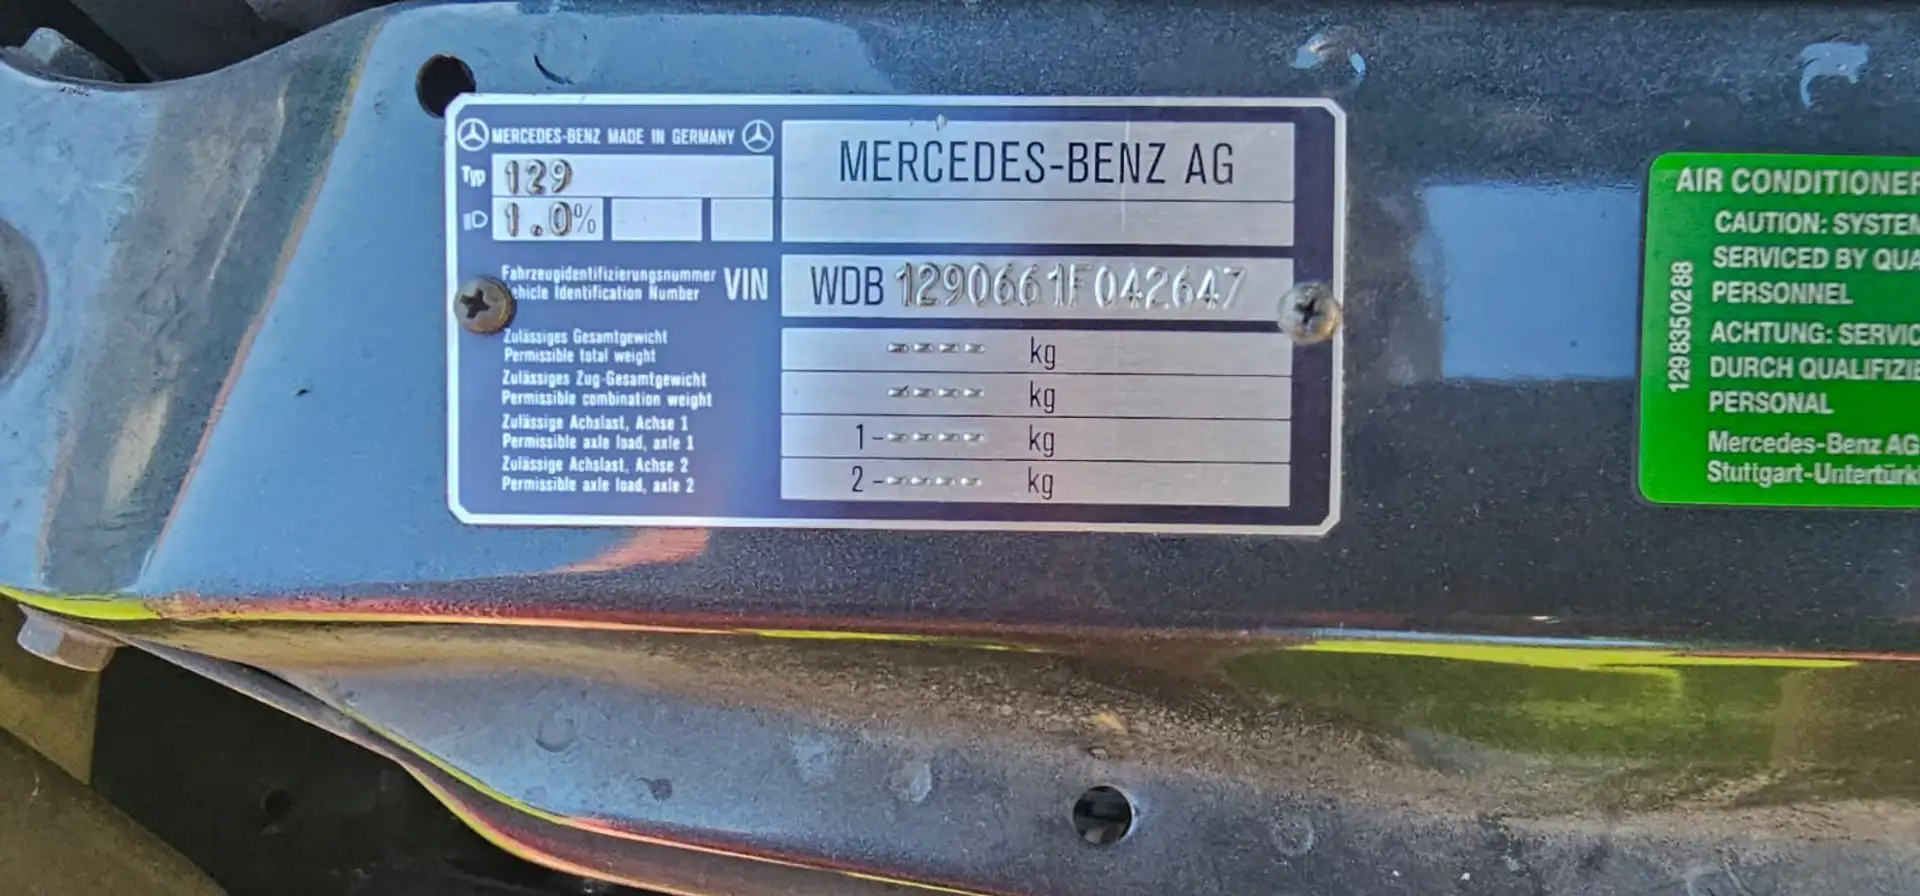 MERCEDES-BENZ MADE IN GERMANY
MERCEDES-BENZ AG
Typ 129
1.0%
Fahrzeugidentifizierungsnummer
Vehicle Identification Number
VIN
WDB 1290661F042647
Zulässiges Gesamtgewicht
Permissible total weight
---- kg
Zulässiges Zug-Gesamtgewicht
Permissible combination weight
---- kg
Zulässige Achslast, Achse 1
Permissible axle load, axle 1
1----- kg
Zulässige Achslast, Achse 2
Permissible axle load, axle 2
2----- kg
AIR CONDITIONER
CAUTION: SYSTEM
SERVICED BY QUA
PERSONNEL
ACHTUNG: SERVIC
DURCH QUALIFIZIE
PERSONAL
Mercedes-Benz AG
Stuttgart-Untertürk
1298350288